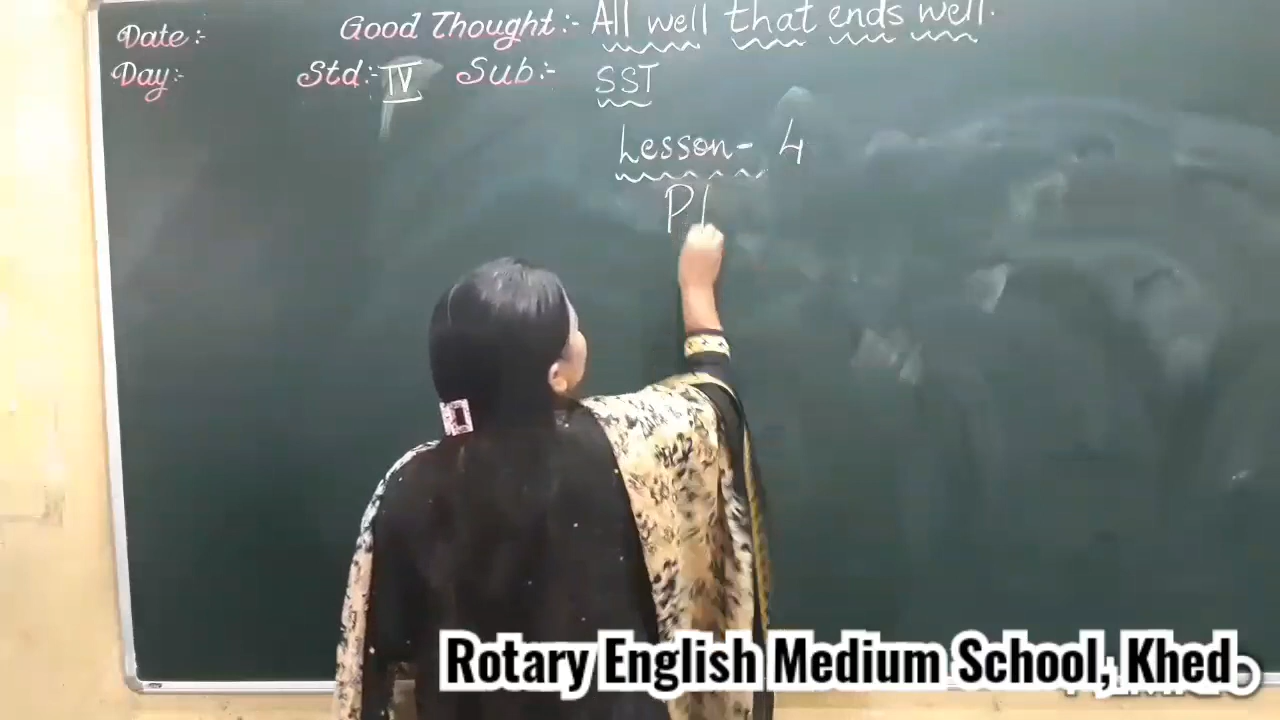 Date:- Good Thought:- All well that ends well.
Day:- Std:- IV Sub:- SST
Lesson- 4
Pl
Rotary English Medium School, Khed